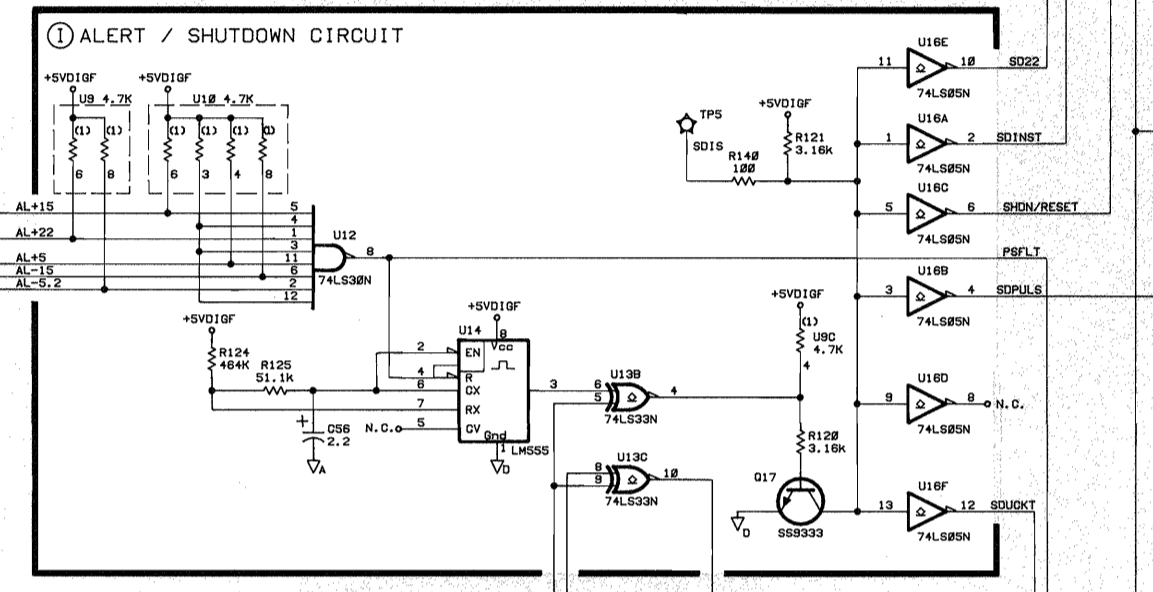 I ALERT / SHUTDOWN CIRCUIT
+5VDIGF
+5VDIGF
U9 4.7K
U10 4.7K
(1)
(1)
(1)
(1)
(1)
(1)
6
8
6
3
4
8
AL+15
AL+22
AL+5
AL-15
AL-5.2
5
4
1
3
11
6
2
12
U12
8
74LS30N
+5VDIGF
R124
464K
R125
51.1k
+
C56
2.2
A
+5VDIGF
U14
8
Vcc
2
EN
4
R
6
CX
7
RX
N.C.
5
CV
Gnd
1
LM555
D
3
U13B
6
5
4
74LS33N
U13C
8
9
10
74LS33N
TP5
SDIS
R140
100
+5VDIGF
R121
3.16k
+5VDIGF
(1)
U9C
4.7K
4
R120
3.16k
Q17
SS9333
D
U16E
11
10
SD22
74LS05N
U16A
1
2
SDINST
74LS05N
U16C
5
6
SHDN/RESET
74LS05N
PSFLT
U16B
3
4
SDPULS
74LS05N
U16D
9
8
N.C.
74LS05N
U16F
13
12
SDUCKT
74LS05N